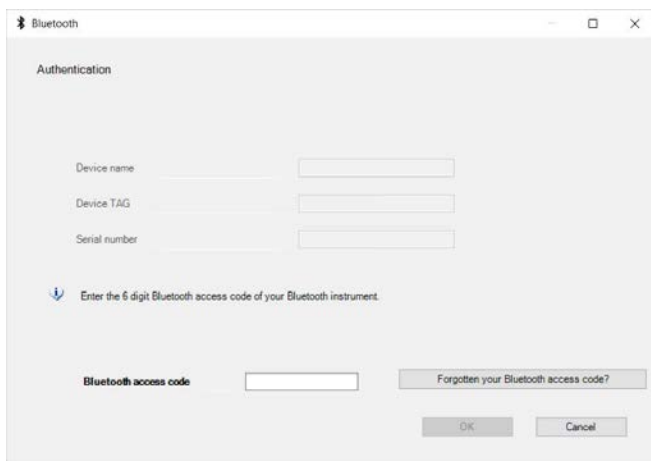 Bluetooth
Authentication
Device name
Device TAG
Serial number
Enter the 6 digit Bluetooth access code of your Bluetooth instrument.
Bluetooth access code
Forgotten your Bluetooth access code?
OK
Cancel